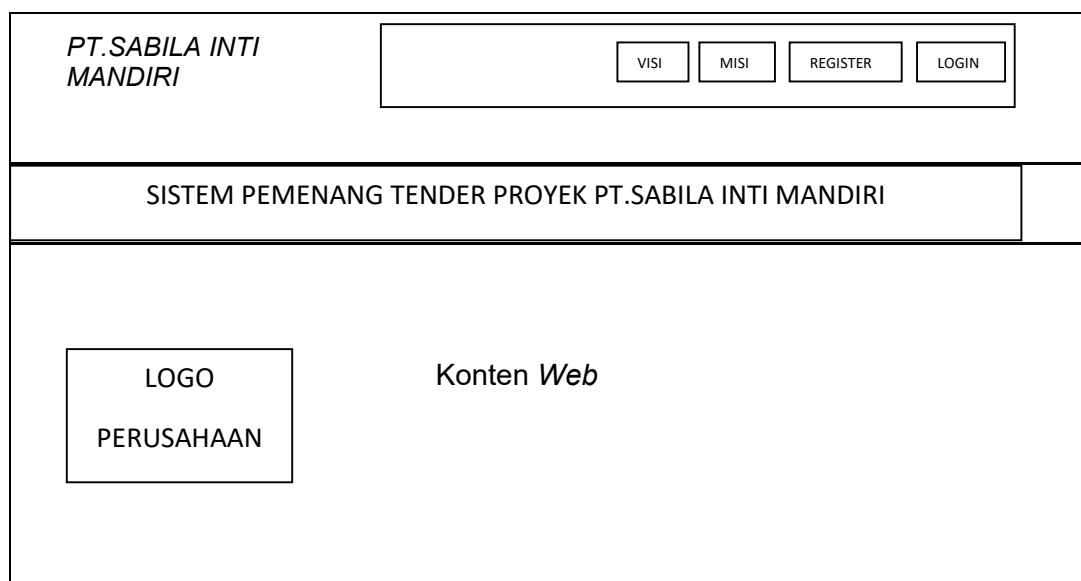 PT.SABILA INTI
MANDIRI
VISI
MISI
REGISTER
LOGIN
SISTEM PEMENANG TENDER PROYEK PT.SABILA INTI MANDIRI
LOGO
PERUSAHAAN
Konten Web